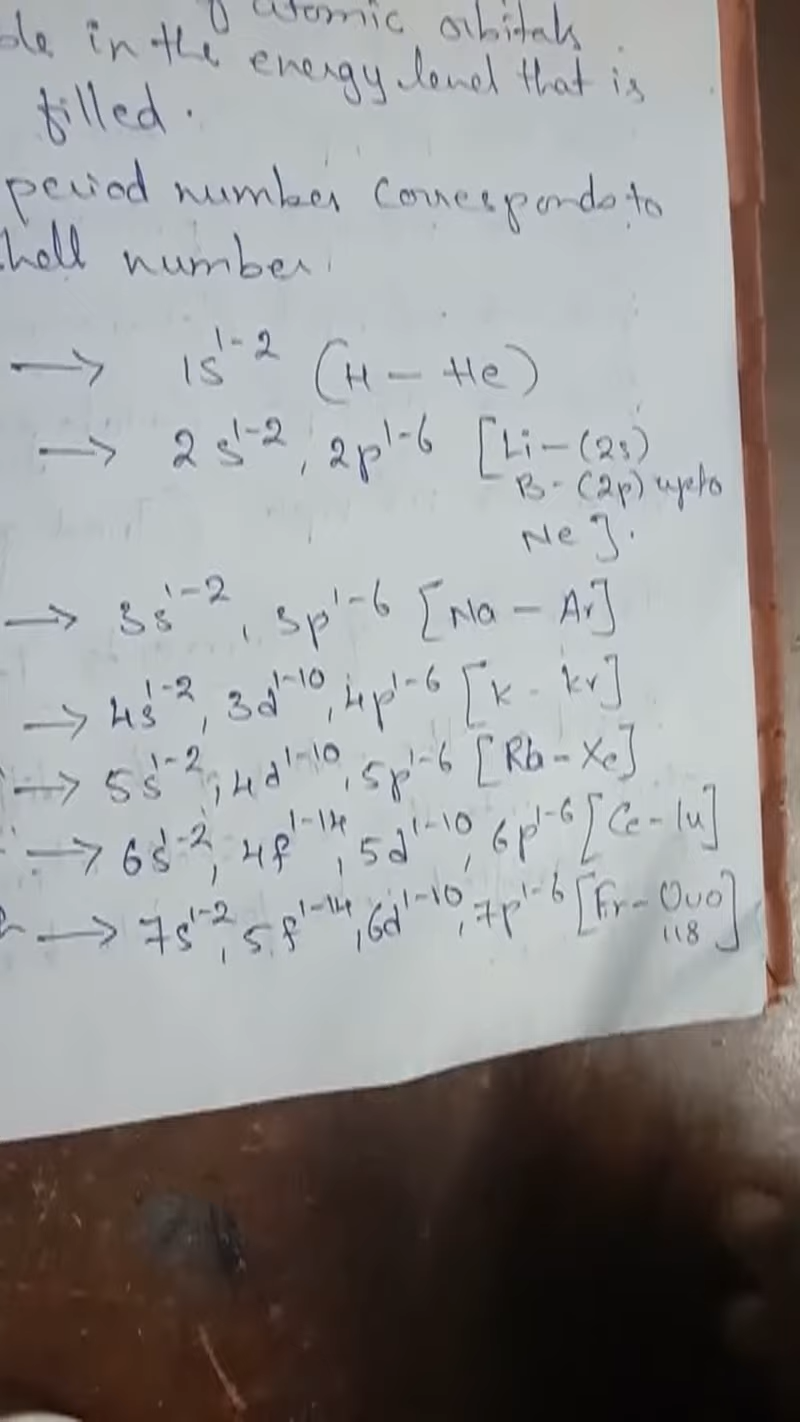 atomic orbitals
in the energy level that is
filled.
period number corresponds to
hell number.
→ 1s¹⁻² (H – He)
→ 2s¹⁻², 2p¹⁻⁶ [Li – (2s)
B - (2p) upto
Ne].
→ 3s¹⁻², 3p¹⁻⁶ [Na – Ar]
→ 4s¹⁻², 3d¹⁻¹⁰, 4p¹⁻⁶ [K - Kr]
→ 5s¹⁻², 4d¹⁻¹⁰, 5p¹⁻⁶ [Rb – Xe]
→ 6s¹⁻², 4f¹⁻¹⁴, 5d¹⁻¹⁰, 6p¹⁻⁶ [Ce – lu]
→ 7s¹⁻², 5f¹⁻¹⁴, 6d¹⁻¹⁰, 7p¹⁻⁶ [Fr – Ouo]
118